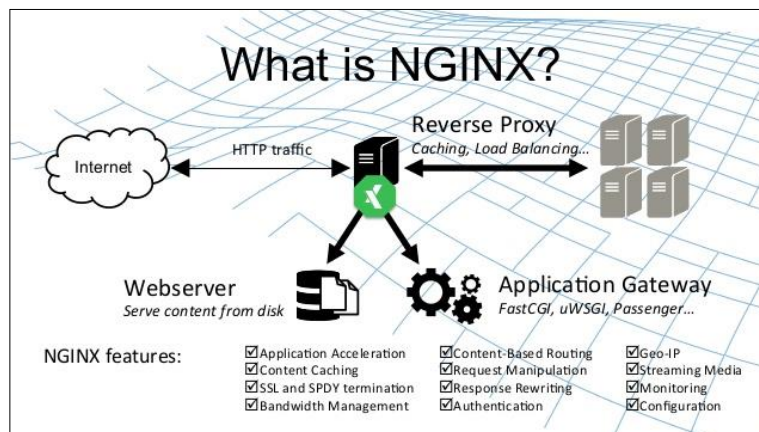 What is NGINX?
Internet
HTTP traffic
Reverse Proxy
Caching, Load Balancing...
Webserver
Serve content from disk
Application Gateway
FastCGI, uWSGI, Passenger...
NGINX features:
Application Acceleration
Content Caching
SSL and SPDY termination
Bandwidth Management
Content-Based Routing
Request Manipulation
Response Rewriting
Authentication
Geo-IP
Streaming Media
Monitoring
Configuration